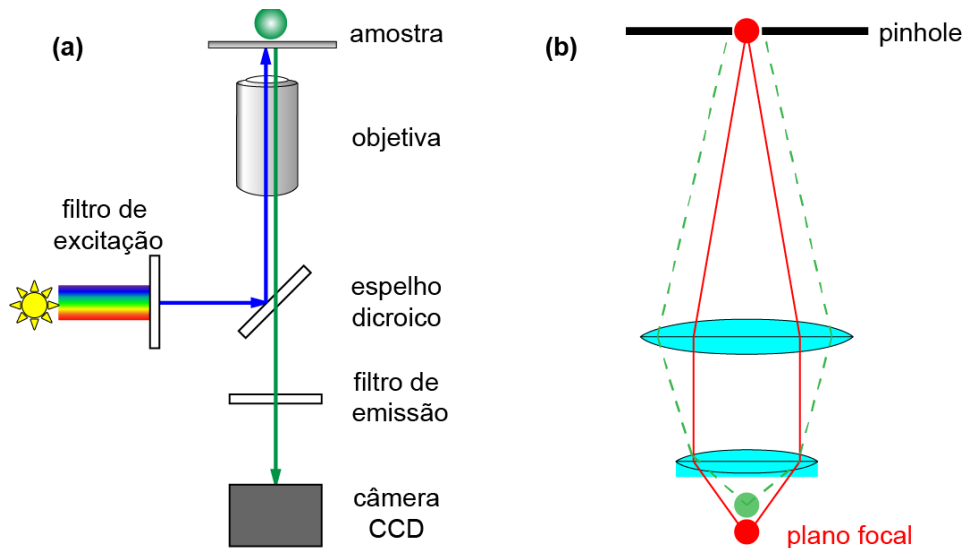 (a)
amostra
objetiva
filtro de
excitação
espelho
dicroico
filtro de
emissão
câmera
CCD
(b)
pinhole
plano focal